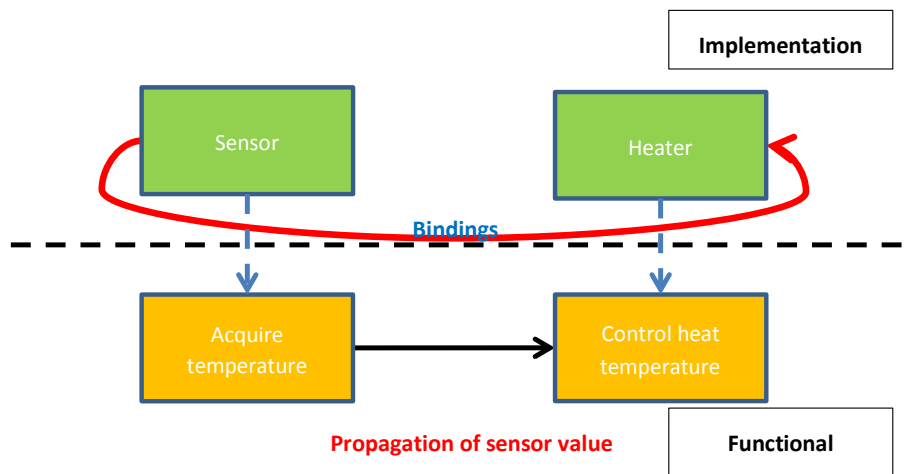 Implementation
Sensor
Heater
Bindings
Acquire
temperature
Control heat
temperature
Propagation of sensor value
Functional